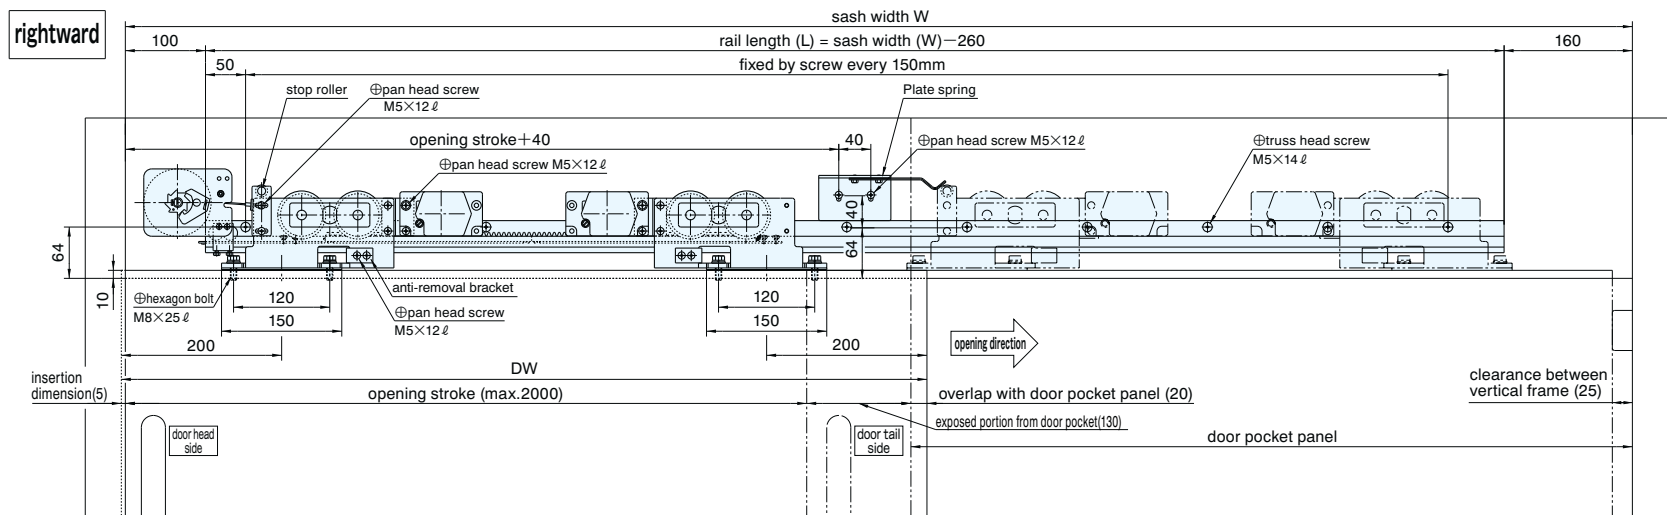 rightward
sash width W
100
rail length (L) = sash width (W)−260
160
50
fixed by screw every 150mm
stop roller
⊕pan head screw
M5×12ℓ
Plate spring
opening stroke+40
40
⊕pan head screw M5×12ℓ
⊕truss head screw
M5×14ℓ
⊕pan head screw M5×12ℓ
40
64
64
10
⊕hexagon bolt
M8×25ℓ
120
150
anti-removal bracket
⊕pan head screw
M5×12ℓ
120
150
200
200
opening direction
DW
insertion
dimension(5)
opening stroke (max.2000)
overlap with door pocket panel (20)
clearance between
vertical frame (25)
exposed portion from door pocket(130)
door head
side
door tail
side
door pocket panel